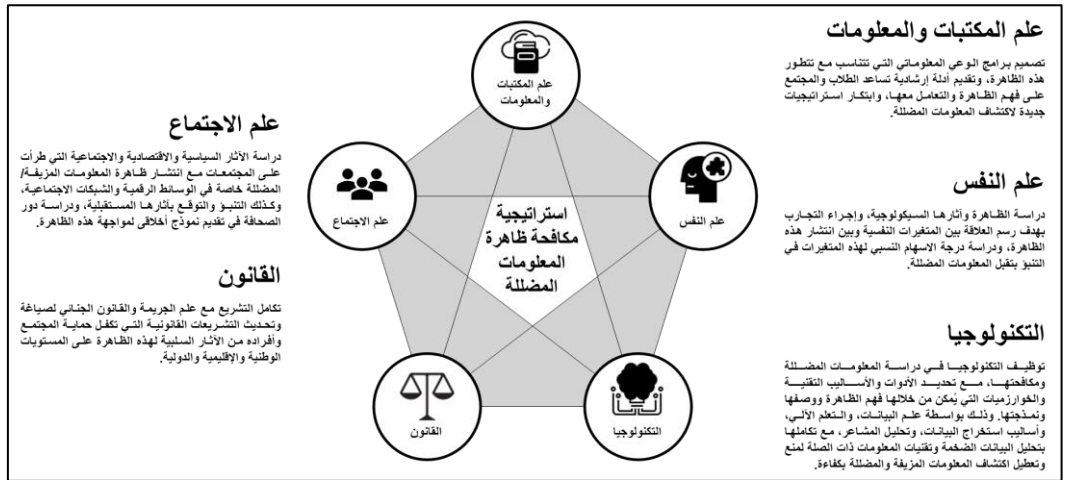 علم المكتبات والمعلومات
تصميم برامج الوعي المعلوماتي التي تتناسب مع تتطور
هذه الظاهرة، وتقديم أدلة إرشادية تساعد الطلاب والمجتمع
على فهم الظاهرة والتعامل معها، وابتكار استراتيجيات
جديدة لاكتشاف المعلومات المضللة.
علم النفس
دراسة الظاهرة وآثارها السيكولوجية، وإجراء التجارب
بهدف رسم العلاقة بين المتغيرات النفسية وبين انتشار هذه
الظاهرة، ودراسة درجة الاسهام النسبي لهذه المتغيرات في
التنبؤ بتقبل المعلومات المضللة.
التكنولوجيا
توظيف التكنولوجيا في دراسة المعلومات المضللة
ومكافحتها، مع تحديد الأدوات والأساليب التقنية
والخوارزميات التي يُمكن من خلالها فهم الظاهرة ووصفها
ونمذجتها. وذلك بواسطة علم البيانات، والتعلم الآلي،
وأساليب استخراج البيانات، وتحليل المشاعر، مع تكاملها
بتحليل البيانات الضخمة وتقنيات المعلومات ذات الصلة لمنع
وتعطيل اكتشاف المعلومات المزيفة والمضللة بكفاءة.
علم المكتبات
والمعلومات
علم النفس
علم الاجتماع
استراتيجية
مكافحة ظاهرة
المعلومات
المضللة
التكنولوجيا
القانون
علم الاجتماع
دراسة الآثار السياسية والاقتصادية والاجتماعية التي طرأت
على المجتمعات مع انتشار ظاهرة المعلومات المزيفة/
المضللة خاصة في الوسائط الرقمية والشبكات الاجتماعية،
وكذلك التنبؤ والتوقع بآثارها المستقبلية، ودراسة دور
الصحافة في تقديم نموذج أخلاقي لمواجهة هذه الظاهرة.
القانون
تكامل التشريع مع علم الجريمة والقانون الجنائي لصياغة
وتحديث التشريعات القانونية التي تكفل حماية المجتمع
وأفراده من الآثار السلبية لهذه الظاهرة على المستويات
الوطنية والإقليمية والدولية.